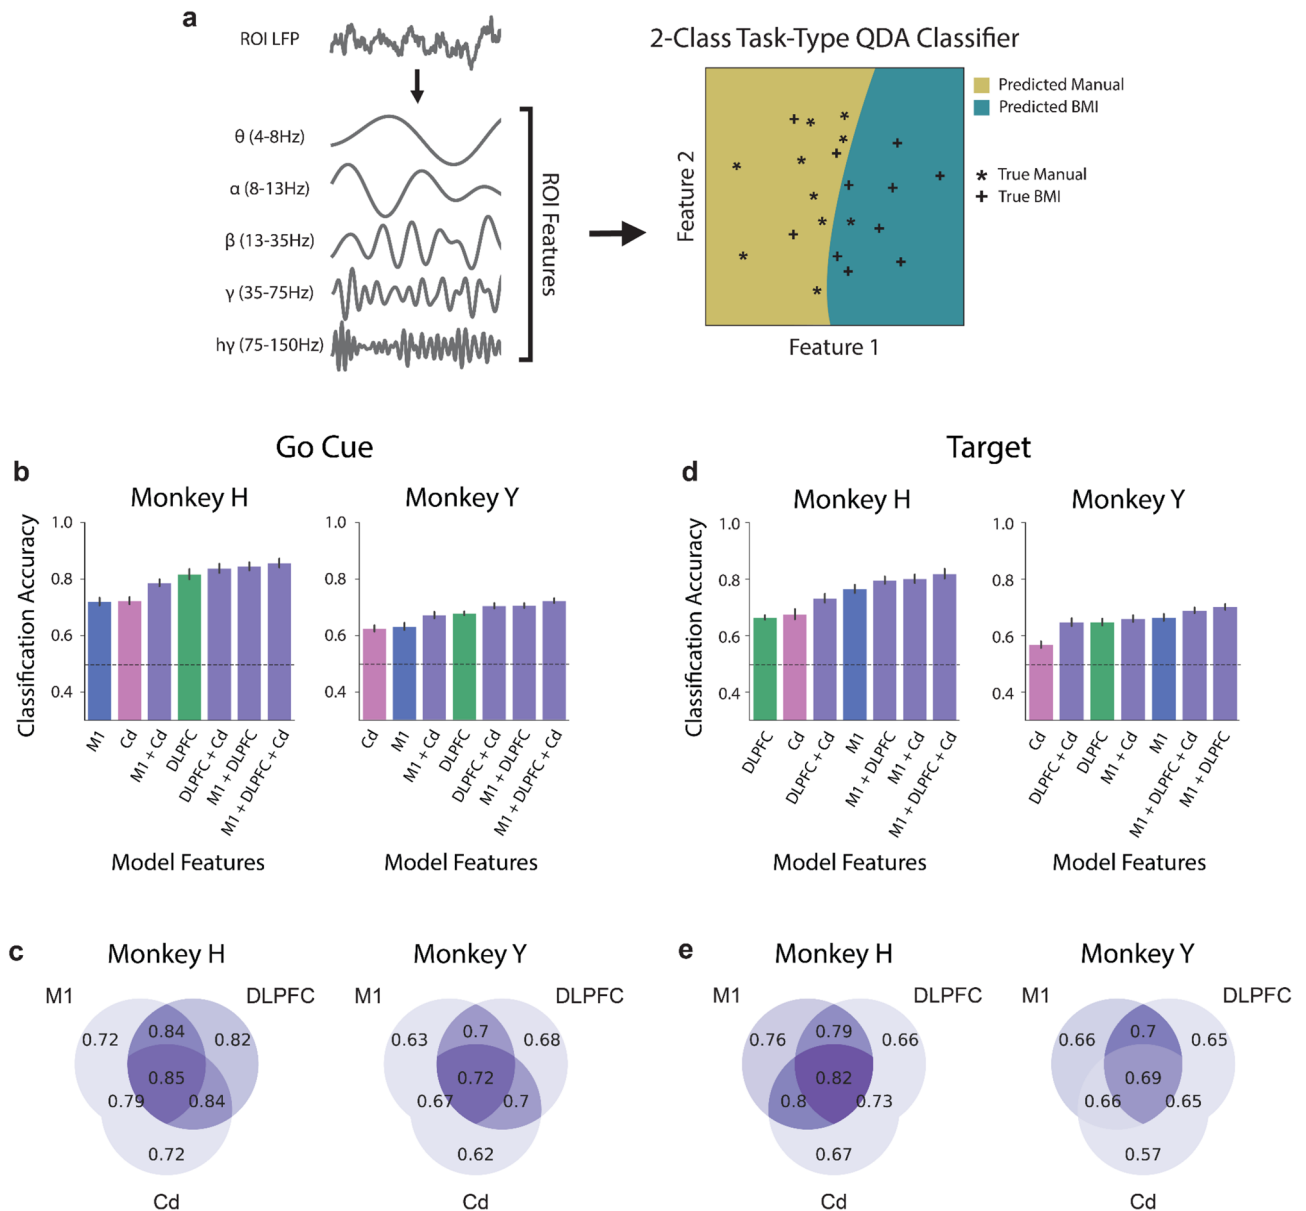 a
ROI LFP
θ (4-8Hz)
α (8-13Hz)
β (13-35Hz)
γ (35-75Hz)
hγ (75-150Hz)
ROI Features
2-Class Task-Type QDA Classifier
Feature 2
Feature 1
Predicted Manual
Predicted BMI
* True Manual
+ True BMI
Go Cue
b
Monkey H
Classification Accuracy
1.0
0.8
0.6
0.4
M1
Cd
M1 + Cd
DLPFC
DLPFC + Cd
M1 + DLPFC
M1 + DLPFC + Cd
Model Features
Monkey Y
1.0
0.8
0.6
0.4
Cd
M1
M1 + Cd
DLPFC
DLPFC + Cd
M1 + DLPFC
M1 + DLPFC + Cd
Model Features
Target
d
Monkey H
Classification Accuracy
1.0
0.8
0.6
0.4
DLPFC
Cd
DLPFC + Cd
M1
M1 + DLPFC
M1 + Cd
M1 + DLPFC + Cd
Model Features
Monkey Y
1.0
0.8
0.6
0.4
Cd
DLPFC + Cd
DLPFC
M1 + Cd
M1
M1 + DLPFC + Cd
M1 + DLPFC
Model Features
c
Monkey H
M1
DLPFC
0.72
0.84
0.82
0.85
0.79
0.84
0.72
Cd
Monkey Y
M1
DLPFC
0.63
0.7
0.68
0.72
0.67
0.7
0.62
Cd
e
Monkey H
M1
DLPFC
0.76
0.79
0.66
0.82
0.8
0.73
0.67
Cd
Monkey Y
M1
DLPFC
0.66
0.7
0.65
0.69
0.66
0.65
0.57
Cd